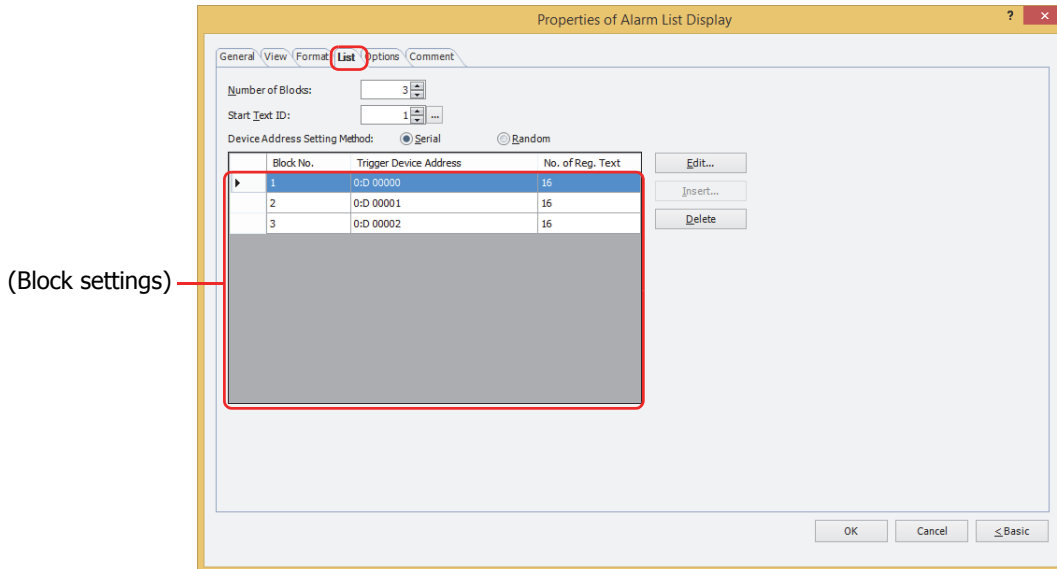 Properties of Alarm List Display ? ×
General View Format List Options Comment
Number of Blocks: 3
Start Text ID: 1 ...
Device Address Setting Method: Serial Random
Block No. Trigger Device Address No. of Reg. Text Edit...
1 0:D 00000 16 Insert...
2 0:D 00001 16
3 0:D 00002 16 Delete
(Block settings)
OK Cancel <Basic